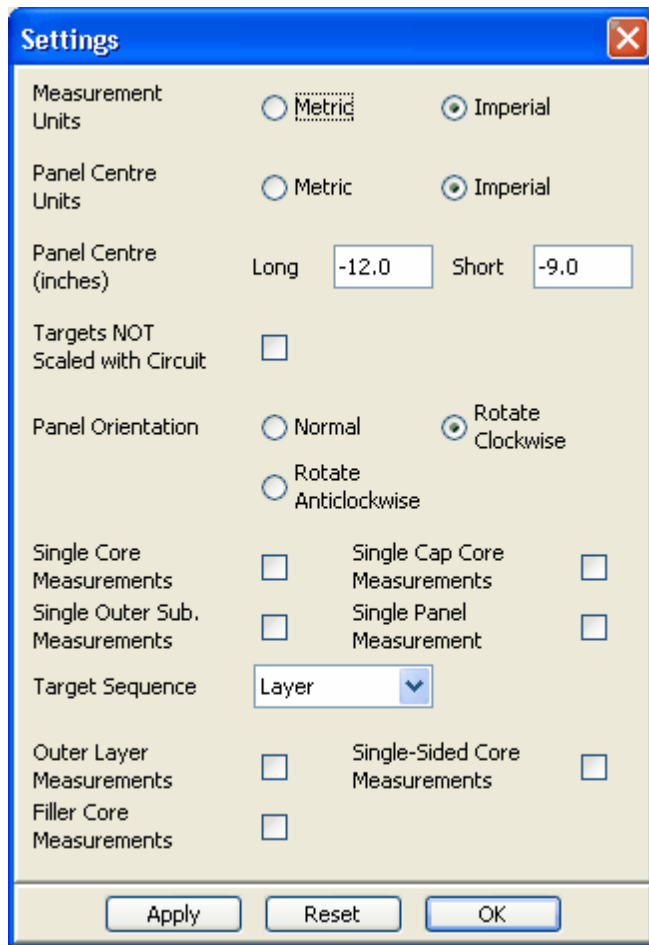 Settings
Measurement
Units
Metric
Imperial
Panel Centre
Units
Metric
Imperial
Panel Centre
(inches)
Long
-12.0
Short
-9.0
Targets NOT
Scaled with Circuit
Panel Orientation
Normal
Rotate
Clockwise
Rotate
Anticlockwise
Single Core
Measurements
Single Cap Core
Measurements
Single Outer Sub.
Measurements
Single Panel
Measurement
Target Sequence
Layer
Outer Layer
Measurements
Single-Sided Core
Measurements
Filler Core
Measurements
Apply
Reset
OK